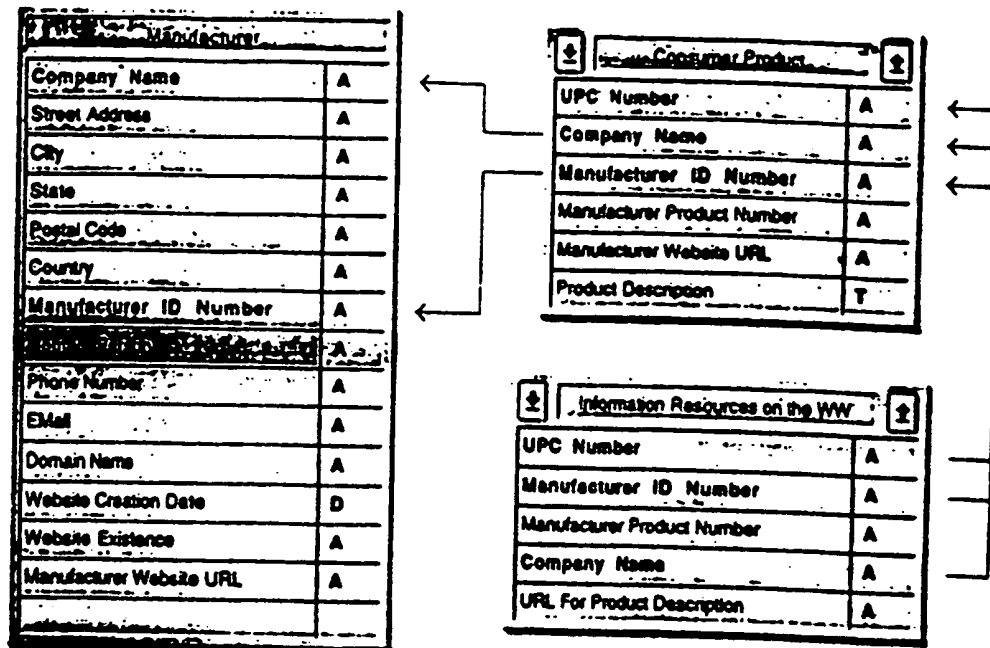 Manufacturer
Company Name A
Street Address A
City A
State A
Postal Code A
Country A
Manufacturer ID Number A
A
Phone Number A
EMail A
Domain Name A
Website Creation Date D
Website Existence A
Manufacturer Website URL A
Consumer Product
UPC Number A
Company Name A
Manufacturer ID Number A
Manufacturer Product Number A
Manufacturer Website URL A
Product Description T
Information Resources on the WW
UPC Number A
Manufacturer ID Number A
Manufacturer Product Number A
Company Name A
URL For Product Description A